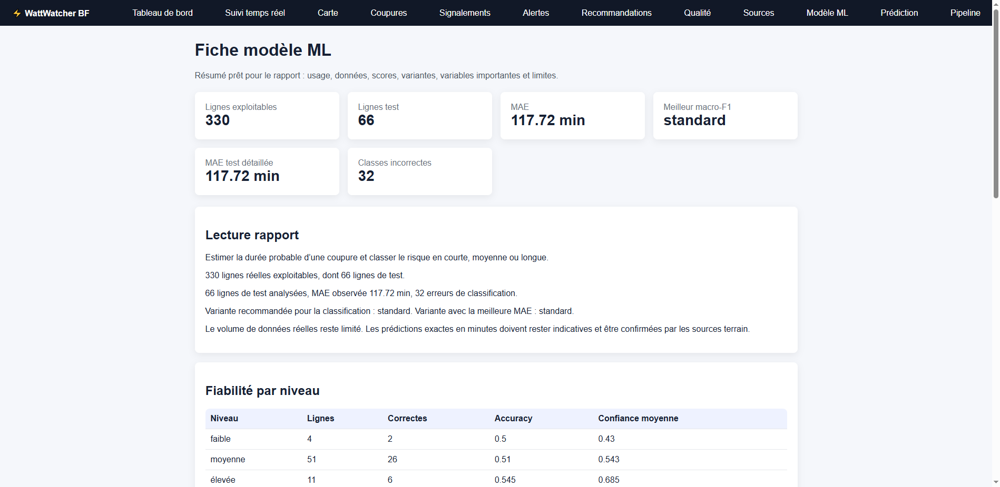 ⚡ WattWatcher BF Tableau de bord Suivi temps réel Carte Coupures Signalements Alertes Recommandations Qualité Sources Modèle ML Prédiction Pipeline
Fiche modèle ML
Résumé prêt pour le rapport : usage, données, scores, variantes, variables importantes et limites.
Lignes exploitables
330
Lignes test
66
MAE
117.72 min
Meilleur macro-F1
standard
MAE test détaillée
117.72 min
Classes incorrectes
32
Lecture rapport
Estimer la durée probable d’une coupure et classer le risque en courte, moyenne ou longue.
330 lignes réelles exploitables, dont 66 lignes de test.
66 lignes de test analysées, MAE observée 117.72 min, 32 erreurs de classification.
Variante recommandée pour la classification : standard. Variante avec la meilleure MAE : standard.
Le volume de données réelles reste limité. Les prédictions exactes en minutes doivent rester indicatives et être confirmées par les sources terrain.
Fiabilité par niveau
Niveau Lignes Correctes Accuracy Confiance moyenne
faible 4 2 0.5 0.43
moyenne 51 26 0.51 0.543
élevée 11 6 0.545 0.685